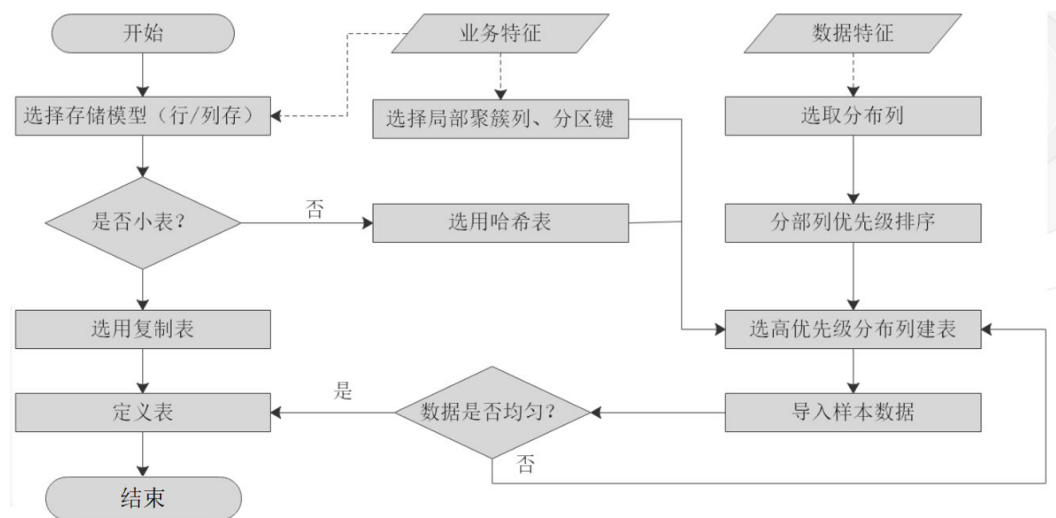 开始
业务特征
数据特征
选择存储模型（行/列存）
选择局部聚簇列、分区键
选取分布列
是否小表？
否
选用哈希表
分部列优先级排序
选用复制表
选高优先级分布列建表
定义表
是
数据是否均匀？
导入样本数据
否
结束